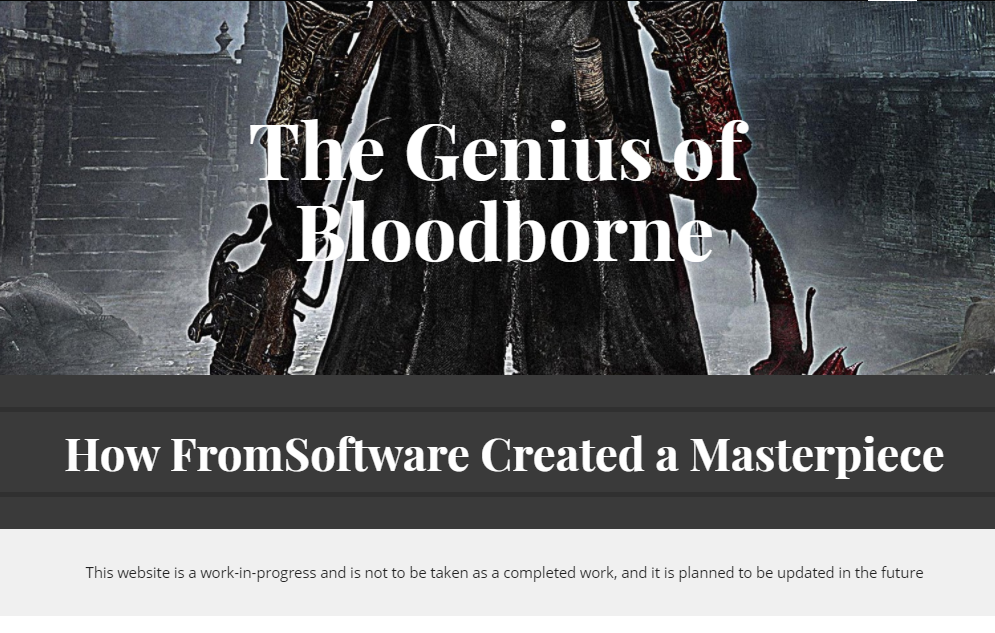 The Genius of
Bloodborne
How FromSoftware Created a Masterpiece
This website is a work-in-progress and is not to be taken as a completed work, and it is planned to be updated in the future